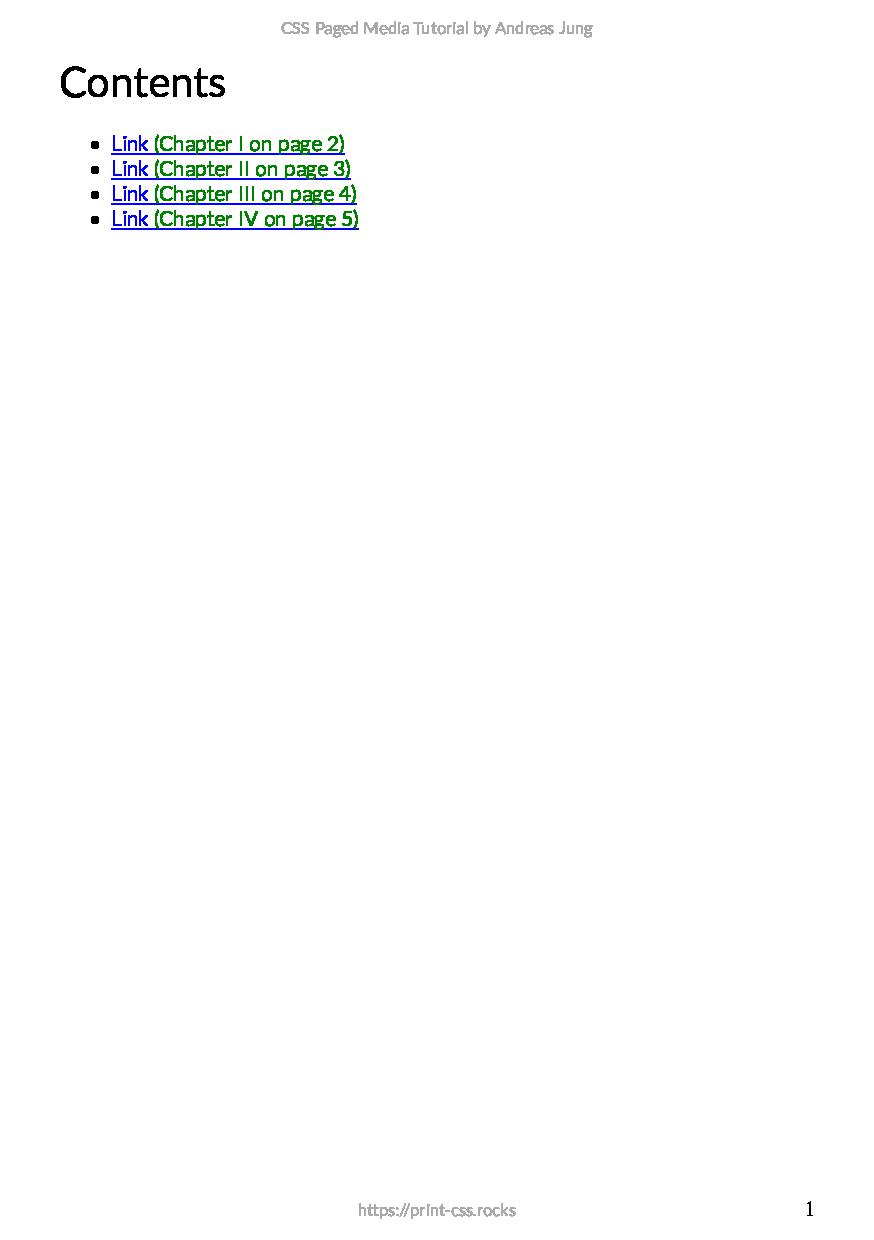 CSS Paged Media Tutorial by Andreas Jung
Contents
• Link (Chapter I on page 2)
• Link (Chapter II on page 3)
• Link (Chapter III on page 4)
• Link (Chapter IV on page 5)
https://print-css.rocks 1